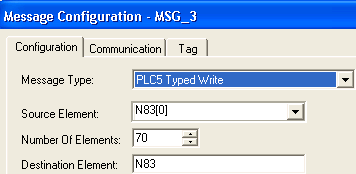 Message Configuration - MSG_3
Configuration Communication Tag
Message Type: PLC5 Typed Write
Source Element: N83[0]
Number Of Elements: 70
Destination Element: N83